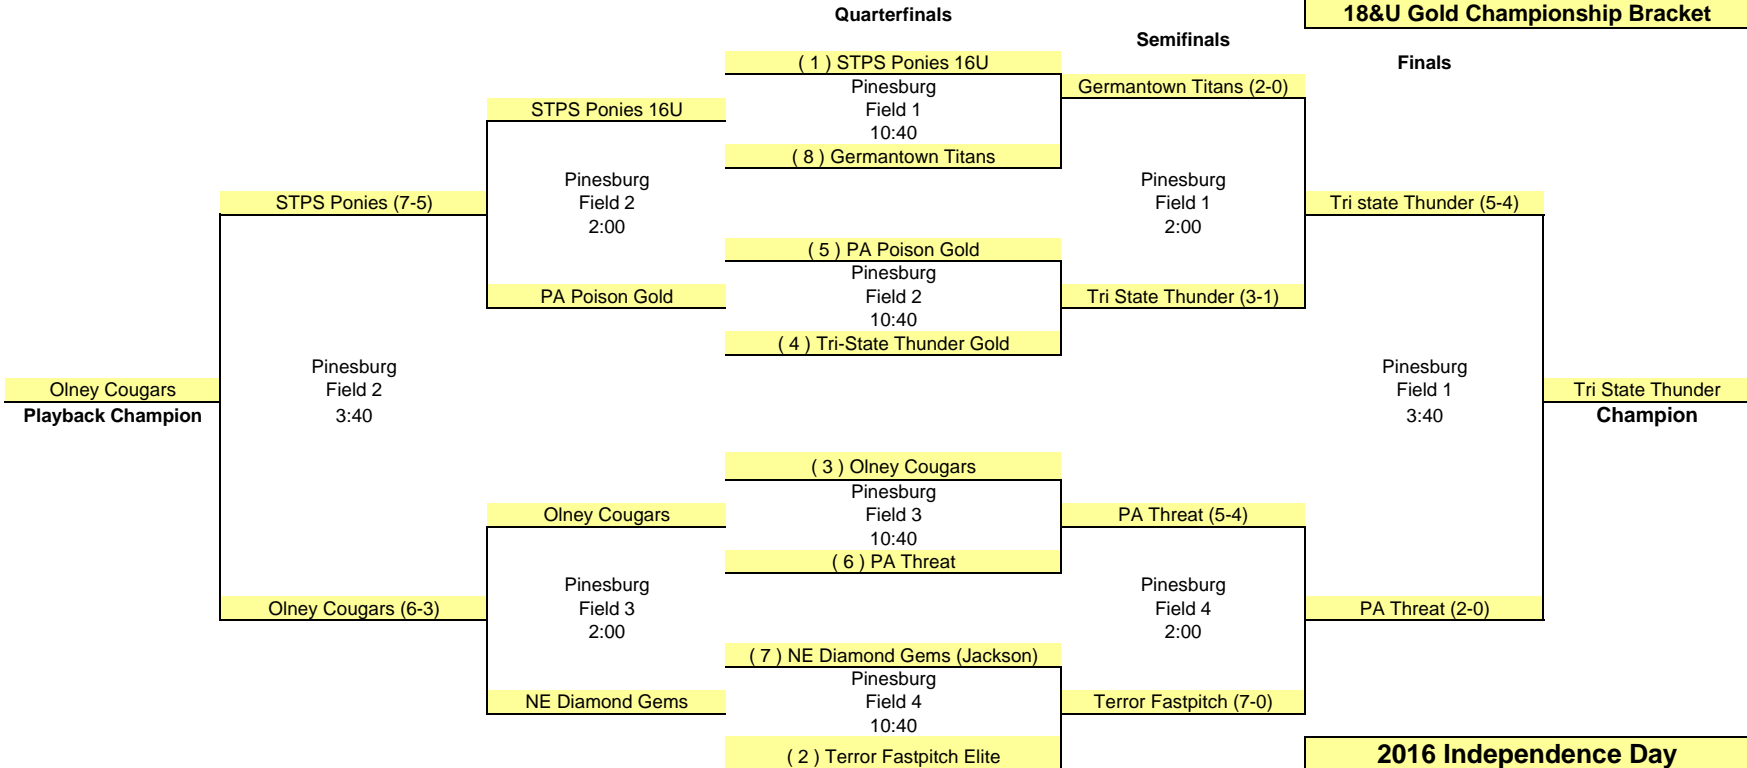 Quarterfinals
18&U Gold Championship Bracket
Semifinals
Finals
( 1 ) STPS Ponies 16U
Pinesburg
Field 1
10:40
( 8 ) Germantown Titans
Germantown Titans (2-0)
STPS Ponies 16U
Pinesburg
Field 2
2:00
PA Poison Gold
Pinesburg
Field 1
2:00
STPS Ponies (7-5)
Tri state Thunder (5-4)
( 5 ) PA Poison Gold
Pinesburg
Field 2
10:40
( 4 ) Tri-State Thunder Gold
Tri State Thunder (3-1)
Olney Cougars
Playback Champion
Pinesburg
Field 2
3:40
Pinesburg
Field 1
3:40
Tri State Thunder
Champion
( 3 ) Olney Cougars
Pinesburg
Field 3
10:40
( 6 ) PA Threat
Olney Cougars
PA Threat (5-4)
Olney Cougars (6-3)
Pinesburg
Field 3
2:00
Pinesburg
Field 4
2:00
PA Threat (2-0)
( 7 ) NE Diamond Gems (Jackson)
Pinesburg
Field 4
10:40
( 2 ) Terror Fastpitch Elite
NE Diamond Gems
Terror Fastpitch (7-0)
2016 Independence Day